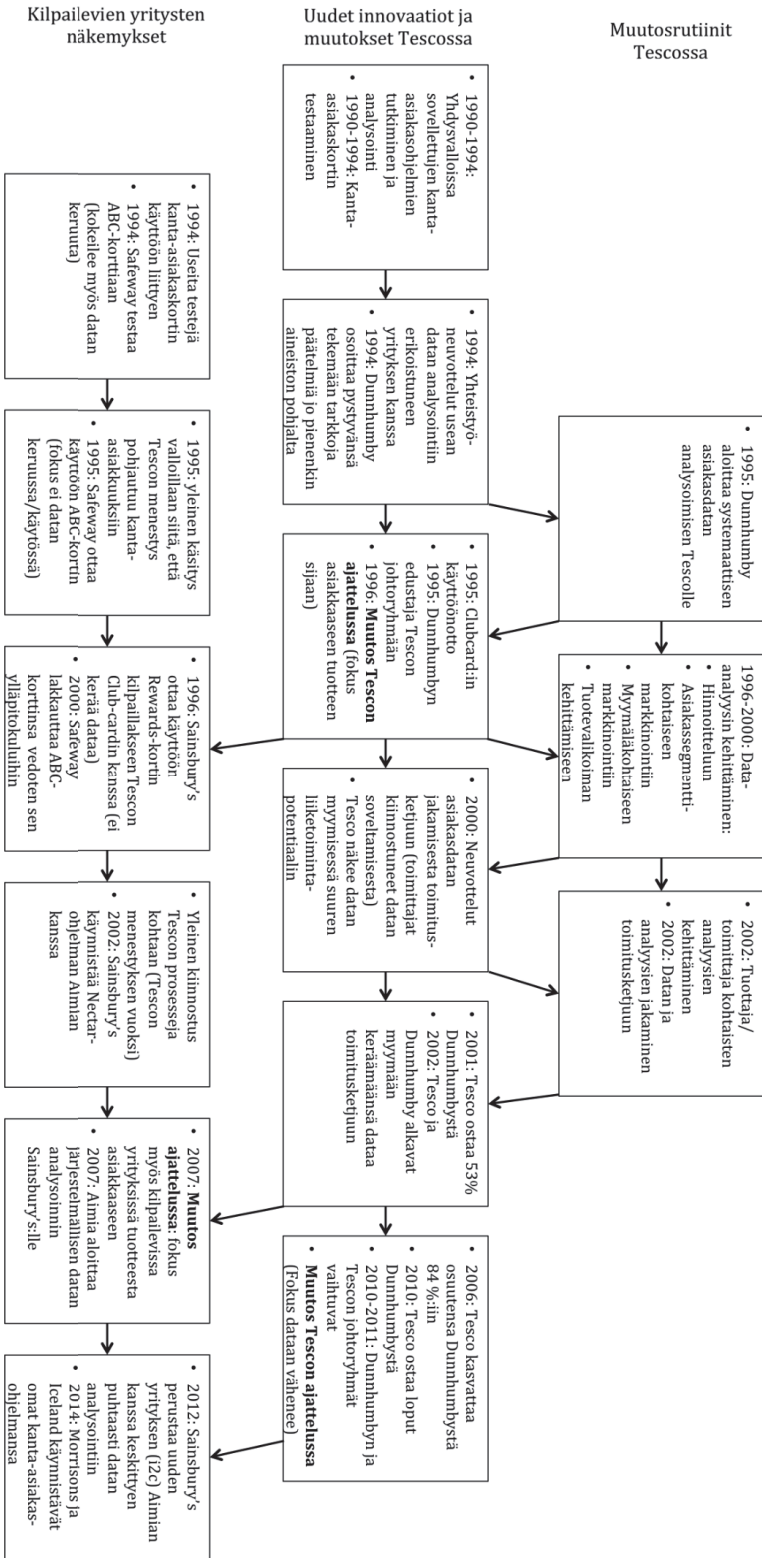 Muutosrutiinit
Tescossa
• 1995: Dunnhumby
aloittaa systemaattisen
asiakasdatan
analysoimisen Tescolle
1996-2000: Data-
analyysin kehittäminen:
• Hinnoitteluun
• Asiakassegmentti-
kohtaiseen
markkinointiin
• Myymäläkohtaiseen
markkinointiin
• Tuotevalikoiman
kehittämiseen
• 2002: Tuottaja/
toimittaja kohtaisten
analyysien
kehittäminen
• 2002: Datan ja
analyysien jakaminen
toimitusketjuun
Uudet innovaatiot ja
muutokset Tescossa
• 1990-1994:
Yhdysvalloissa
sovellettujen kanta-
asiakasohjelmien
tutkiminen ja
analysointi
• 1990-1994: Kanta-
asiakaskortin
testaaminen
• 1994: Yhteistyö-
neuvottelut usean
datan analysointiin
erikoistuneen
yrityksen kanssa
• 1994: Dunnhumby
osoittaa pystyvänsä
tekemään tarkkoja
päätelmiä jo pienenkin
aineiston pohjalta
• 1995: Clubcard:in
käyttöönotto
• 1995: Dunnhumbyn
edustaja Tescon
johtoryhmään
• 1996: Muutos Tescon
ajattelussa (fokus
asiakkaaseen tuotteen
sijaan)
• 2000: Neuvottelut
asiakasdatan
jakamisesta toimitus-
ketjuun (toimittajat
kiinnostuneet datan
soveltamisesta)
• Tesco näkee datan
myymisessä suuren
liiketoiminta-
potentiaalin
• 2001: Tesco ostaa 53%
Dunnhumbystä
• 2002: Tesco ja
Dunnhumby alkavat
myymään
keräämäänsä dataa
toimitusketjuun
• 2006: Tesco kasvattaa
osuutensa Dunnhumbystä
84 %:iin
• 2010: Tesco ostaa loput
Dunnhumbystä
• 2010-2011: Dunnhumbyn ja
Tescon johtoryhmät
vaihtuvat
• Muutos Tescon ajattelussa
(Fokus dataan vähenee)
Kilpailevien yritysten
näkemykset
• 1994: Useita testejä
kanta-asiakaskortin
käyttöön liittyen
• 1994: Safeway testaa
ABC-korttiaan
(kokeilee myös datan
keruuta)
• 1995: yleinen käsitys
valloillaan siitä, että
Tescon menestys
pohjautuu kanta-
asiakkuuksiin
• 1995: Safeway ottaa
käyttöön ABC-kortin
(fokus ei datan
keruussa/käytössä)
• 1996: Sainsbury's
ottaa käyttöön
Rewards-kortin
kilpaillakseen Tescon
Club-cardin kanssa (ei
kerää dataa)
• 2000: Safeway
lakkauttaa ABC-
korttinsa vedoten sen
ylläpitokuluihin
• Yleinen kiinnostus
Tescon prosesseja
kohtaan (Tescon
menestyksen vuoksi)
• 2002: Sainsbury's
käynnistää Nectar-
ohjelman Aimian
kanssa
• 2007: Muutos
ajattelussa: fokus
myös kilpailevissa
yrityksissä tuotteesta
asiakkaaseen
• 2007: Aimia aloittaa
järjestelmällisen datan
analysoinnin
Sainsbury's:lle
• 2012: Sainsbury's
perustaa uuden
yrityksen (i2c) Aimian
kanssa keskittyen
puhtaasti datan
analysointiin
• 2014: Morrisons ja
Iceland käynnistävät
omat kanta-asiakas-
ohjelmansa